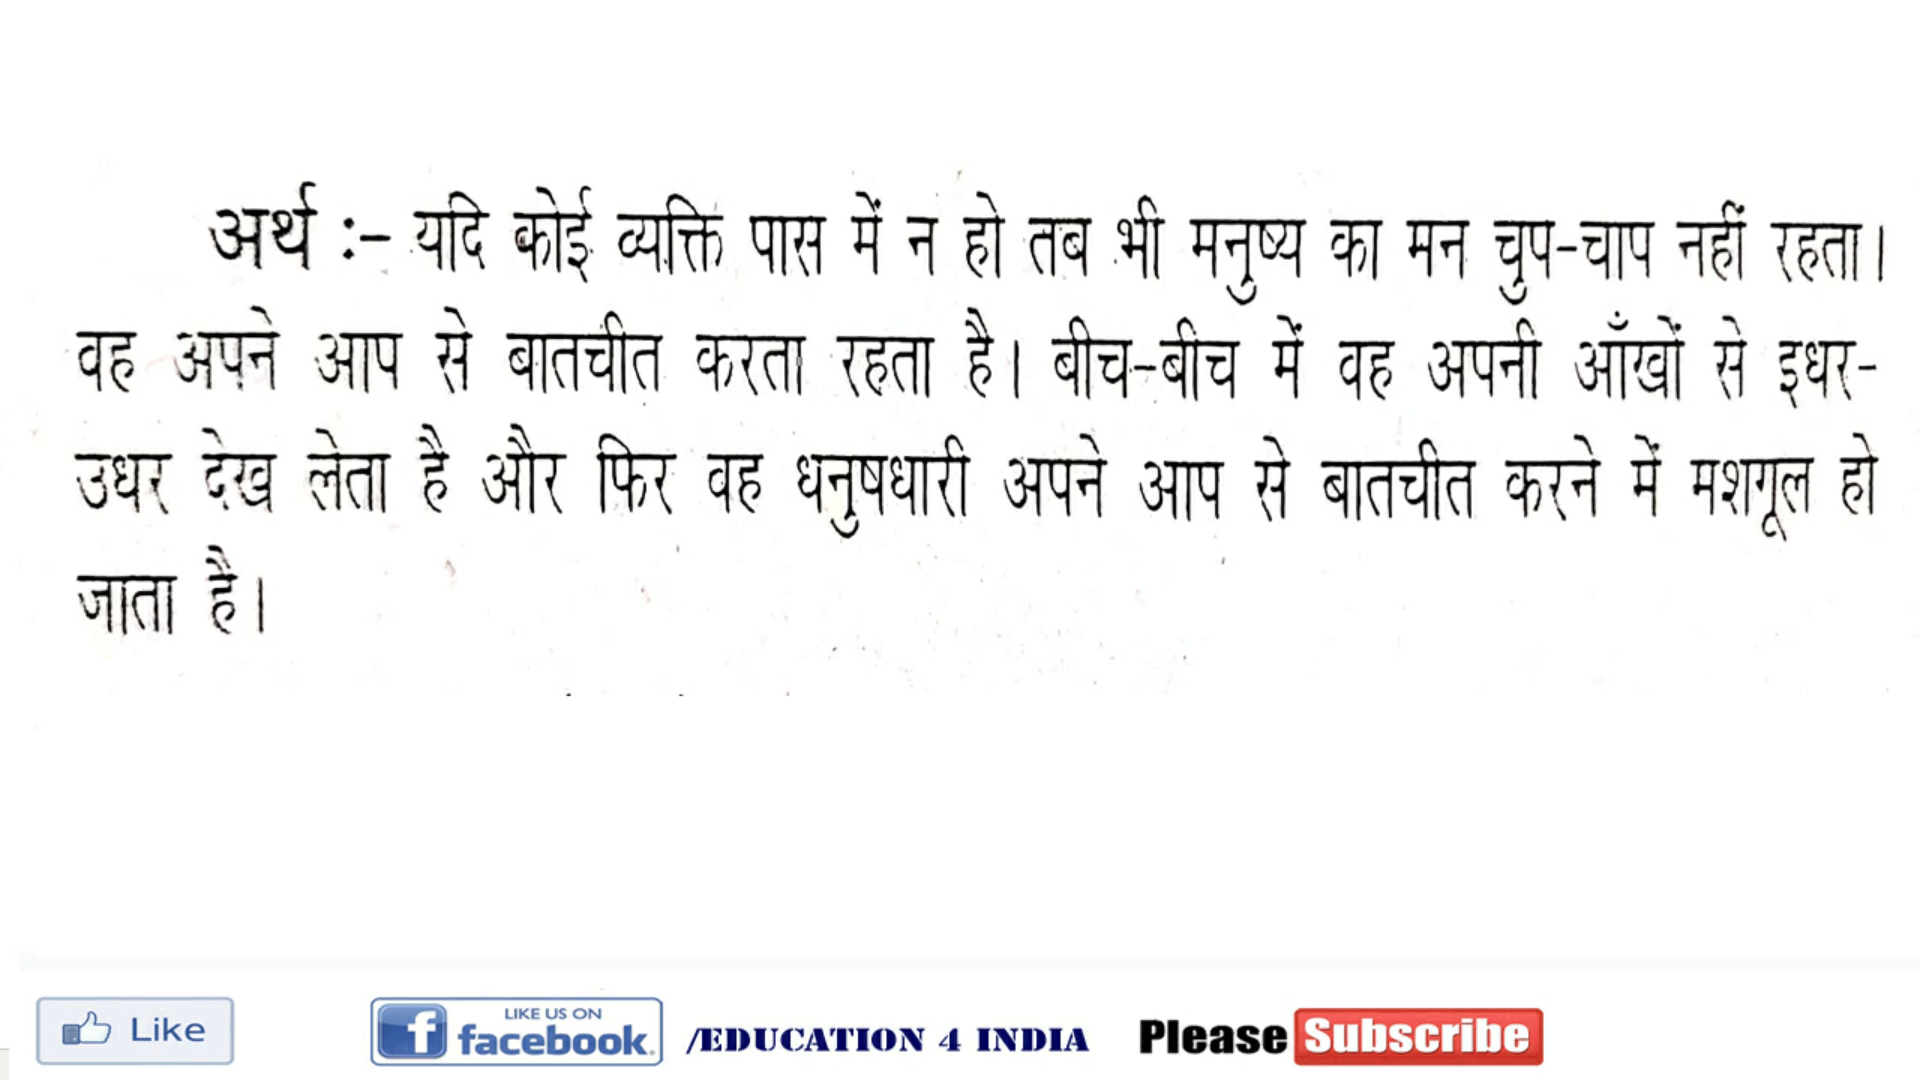 अर्थ :- यदि कोई व्यक्ति पास में न हो तब भी मनुष्य का मन चुप-चाप नहीं रहता।
वह अपने आप से बातचीत करता रहता है। बीच-बीच में वह अपनी आँखों से इधर-
उधर देख लेता है और फिर वह धनुषधारी अपने आप से बातचीत करने में मशगूल हो
जाता है।
Like
LIKE US ON
facebook.
/EDUCATION 4 INDIA
Please Subscribe